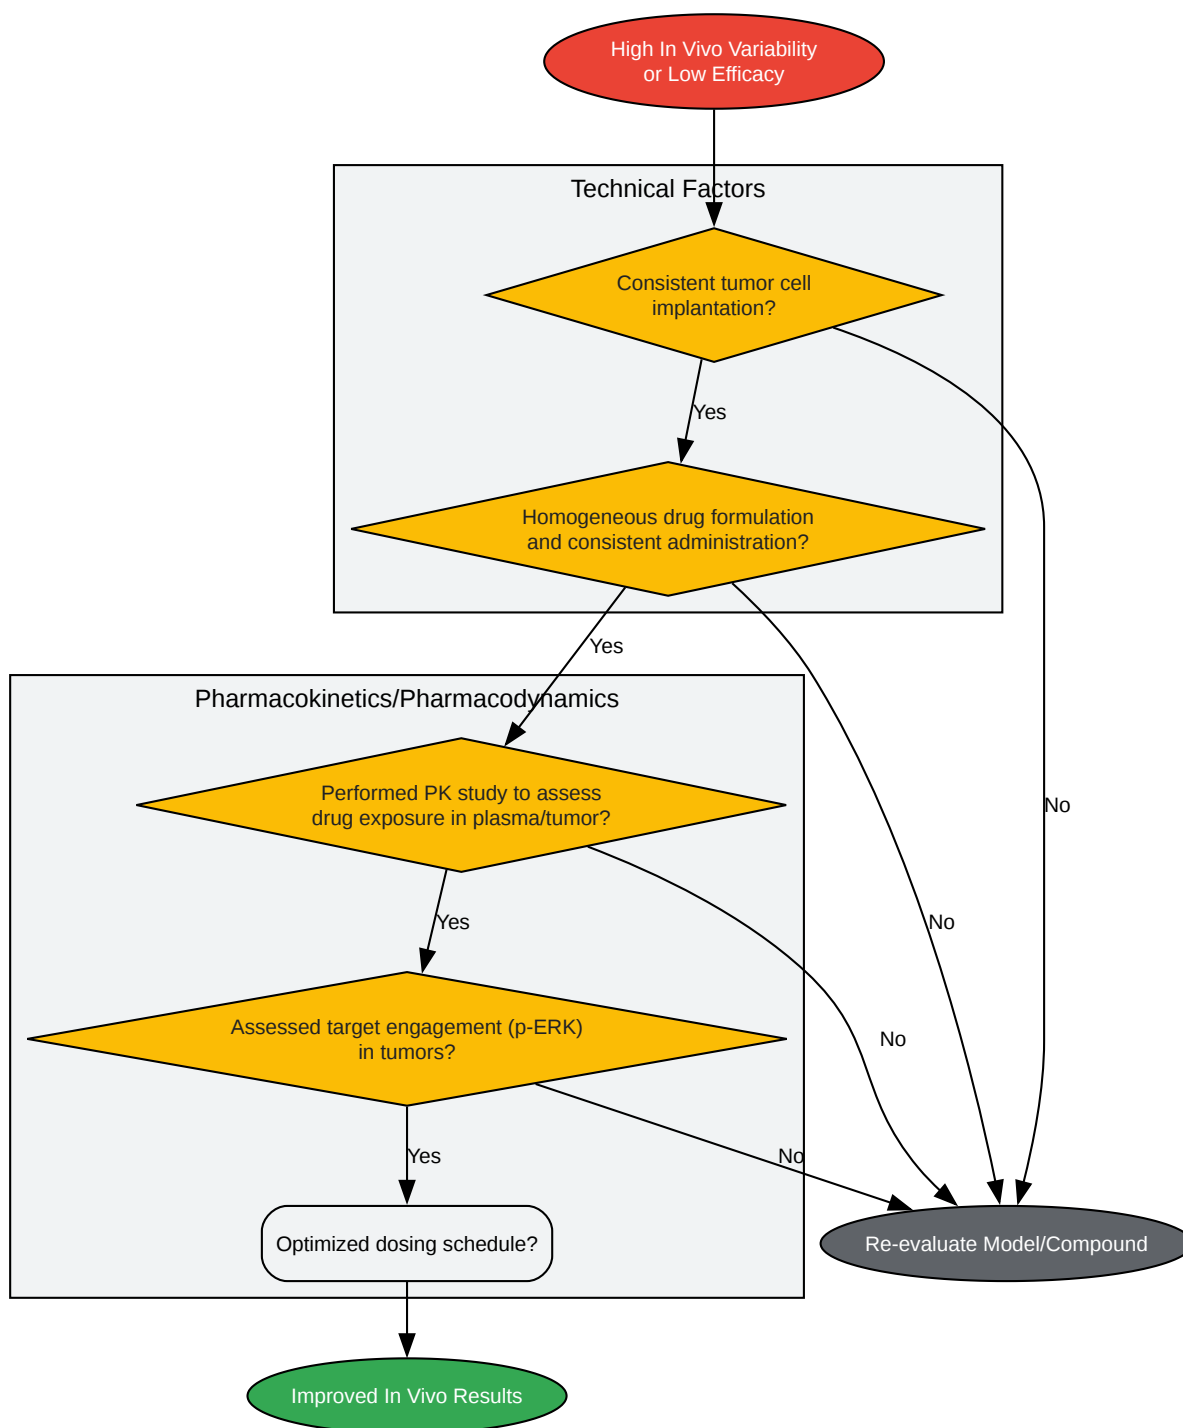 High In Vivo Variability
or Low Efficacy
Technical Factors
Consistent tumor cell
implantation?
Yes
Homogeneous drug formulation
and consistent administration?
Yes
Pharmacokinetics/Pharmacodynamics
Performed PK study to assess
drug exposure in plasma/tumor?
No
Yes
No
Assessed target engagement (p-ERK)
in tumors?
No
Yes
No
Optimized dosing schedule?
Re-evaluate Model/Compound
Improved In Vivo Results